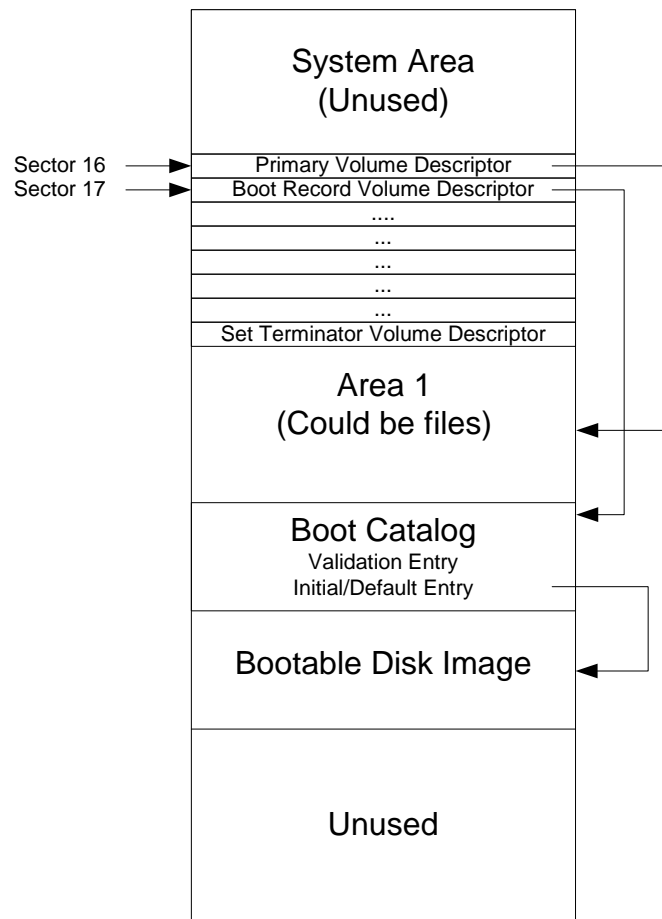 System Area
(Unused)
Sector 16
Primary Volume Descriptor
Sector 17
Boot Record Volume Descriptor
....
...
...
...
...
Set Terminator Volume Descriptor
Area 1
(Could be files)
Boot Catalog
Validation Entry
Initial/Default Entry
Bootable Disk Image
Unused